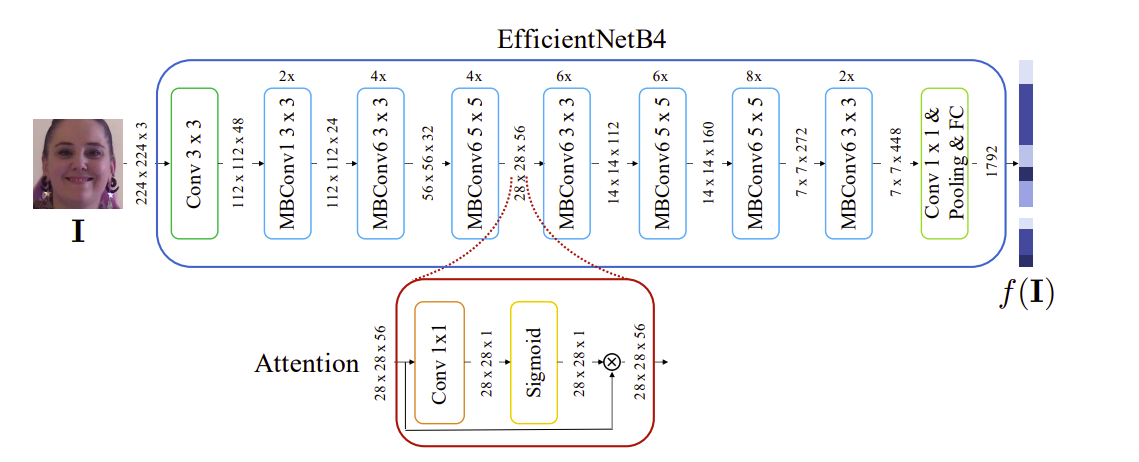 EfficientNetB4
2x
4x
4x
6x
6x
8x
2x
I
224 x 224 x 3
Conv 3 x 3
112 x 112 x 48
MBConv1 3 x 3
112 x 112 x 24
MBConv6 3 x 3
56 x 56 x 32
MBConv6 5 x 5
28 x 28 x 56
MBConv6 3 x 3
14 x 14 x 112
MBConv6 5 x 5
14 x 14 x 160
MBConv6 5 x 5
7 x 7 x 272
MBConv6 3 x 3
7 x 7 x 448
Conv 1 x 1 &
Pooling & FC
1792
f(I)
Attention
28 x 28 x 56
Conv 1x1
28 x 28 x 1
Sigmoid
28 x 28 x 1
28 x 28 x 56